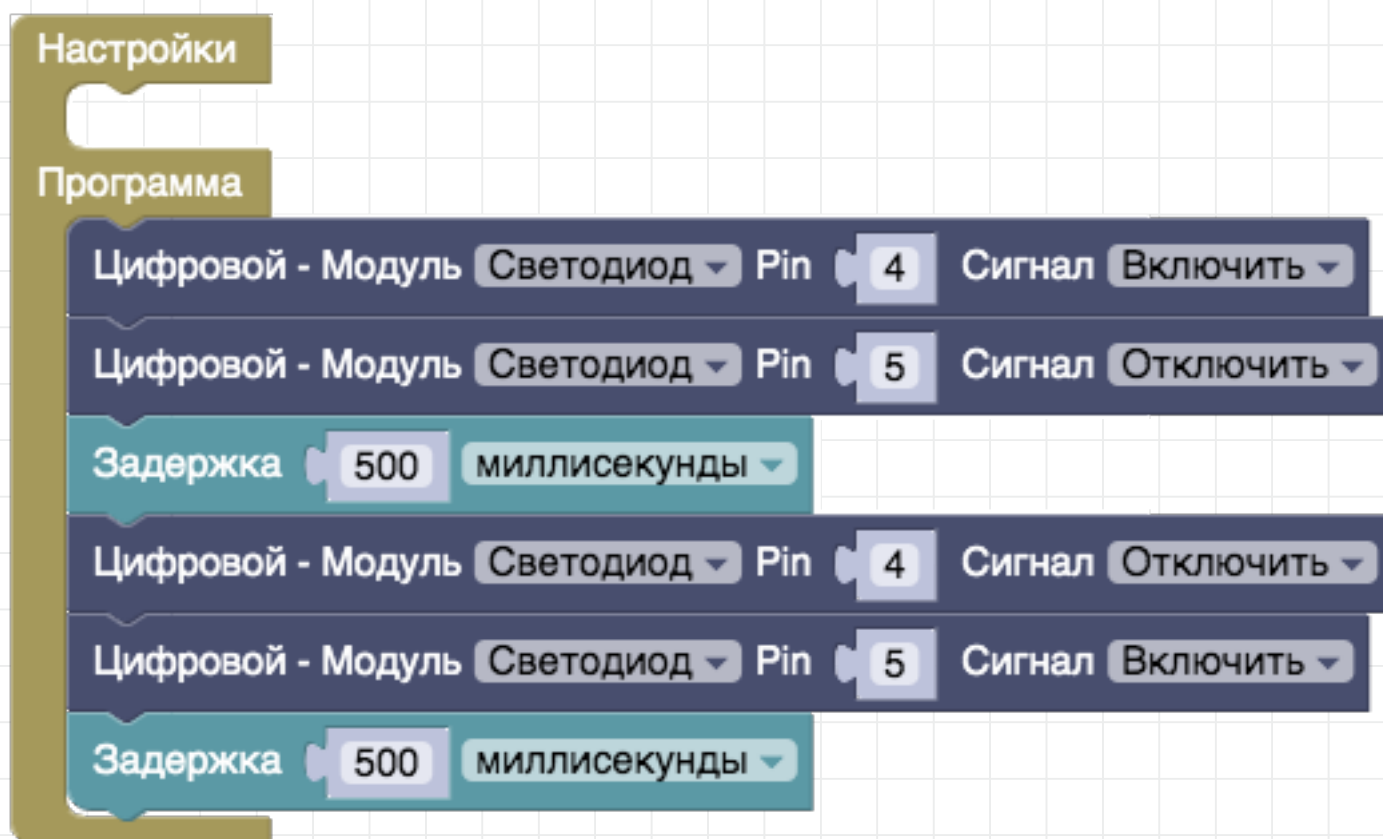 Настройки
Программа
Цифровой - Модуль Светодиод Pin 4 Сигнал Включить
Цифровой - Модуль Светодиод Pin 5 Сигнал Отключить
Задержка 500 миллисекунды
Цифровой - Модуль Светодиод Pin 4 Сигнал Отключить
Цифровой - Модуль Светодиод Pin 5 Сигнал Включить
Задержка 500 миллисекунды